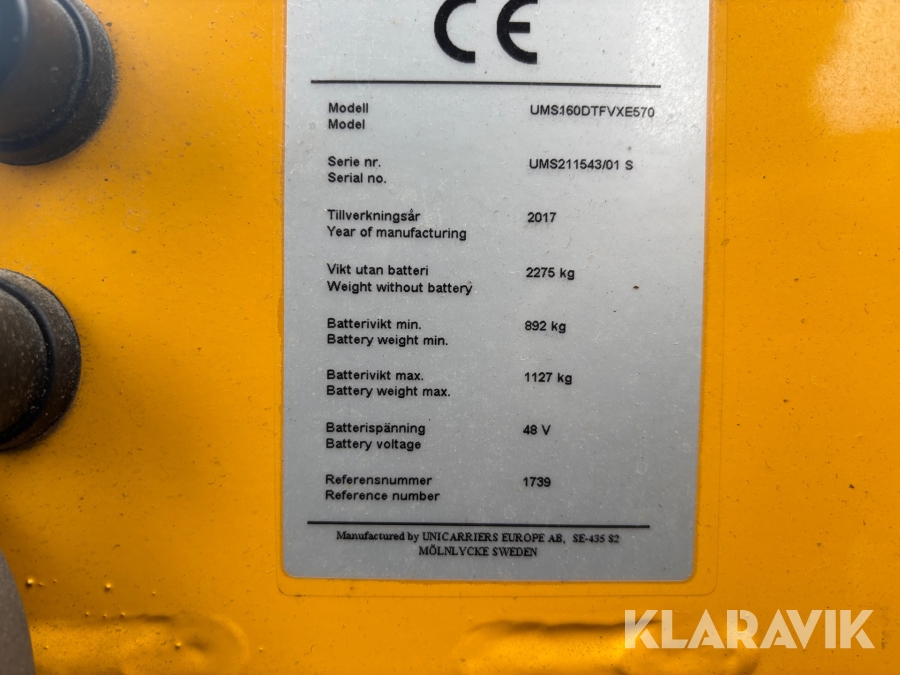 CE
Modell
Model
UMS160DTFVXE570
Serie nr.
Serial no.
UMS211543/01 S
Tillverkningsår
Year of manufacturing
2017
Vikt utan batteri
Weight without battery
2275 kg
Batterivikt min.
Battery weight min.
892 kg
Batterivikt max.
Battery weight max.
1127 kg
Batterispänning
Battery voltage
48 V
Referensnummer
Reference number
1739
Manufactured by UNICARRIERS EUROPE AB, SE-435 S2
MÖLNLYCKE SWEDEN
KLARAVIK